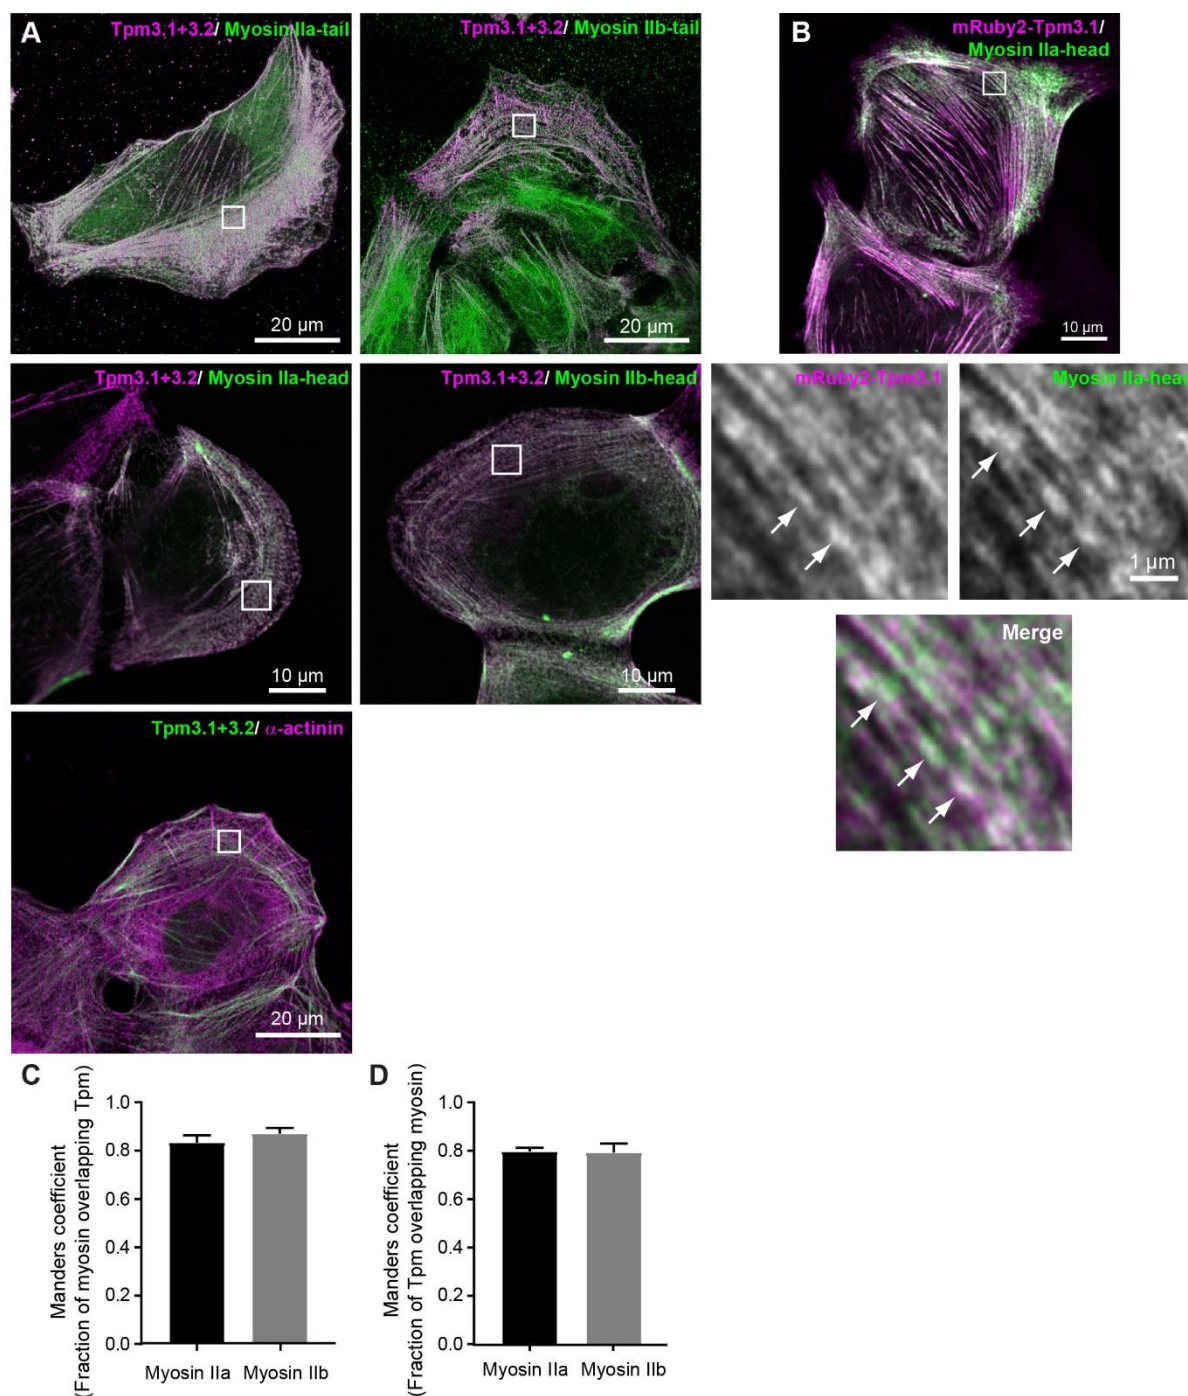 A
Tpm3.1+3.2/ Myosin IIa-tail
20 µm
Tpm3.1+3.2/ Myosin IIb-tail
20 µm
B
mRuby2-Tpm3.1/
Myosin IIa-head
10 µm
Tpm3.1+3.2/ Myosin IIa-head
10 µm
Tpm3.1+3.2/ Myosin IIb-head
10 µm
mRuby2-Tpm3.1
Myosin IIa-head
1 µm
Merge
Tpm3.1+3.2/ α-actinin
20 µm
C
Manders coefficient
(Fraction of myosin overlapping Tpm)
1.0
0.8
0.6
0.4
0.2
0.0
Myosin IIa Myosin IIb
D
Manders coefficient
(Fraction of Tpm overlapping myosin)
1.0
0.8
0.6
0.4
0.2
0.0
Myosin IIa Myosin IIb